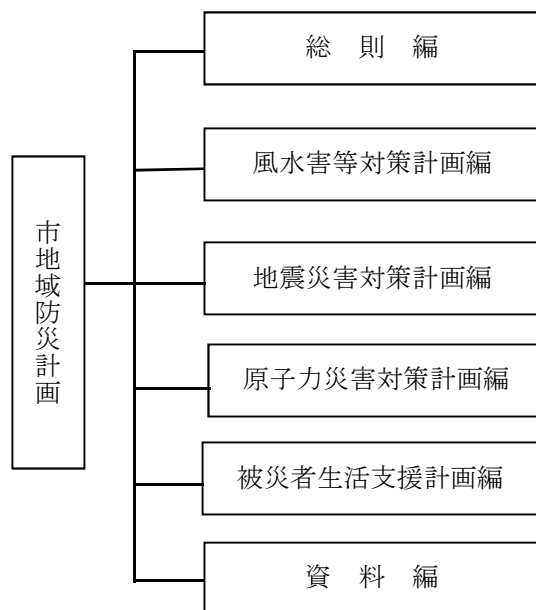 市地域防災計画
総　則　編
風水害等対策計画編
地震災害対策計画編
原子力災害対策計画編
被災者生活支援計画編
資　料　編